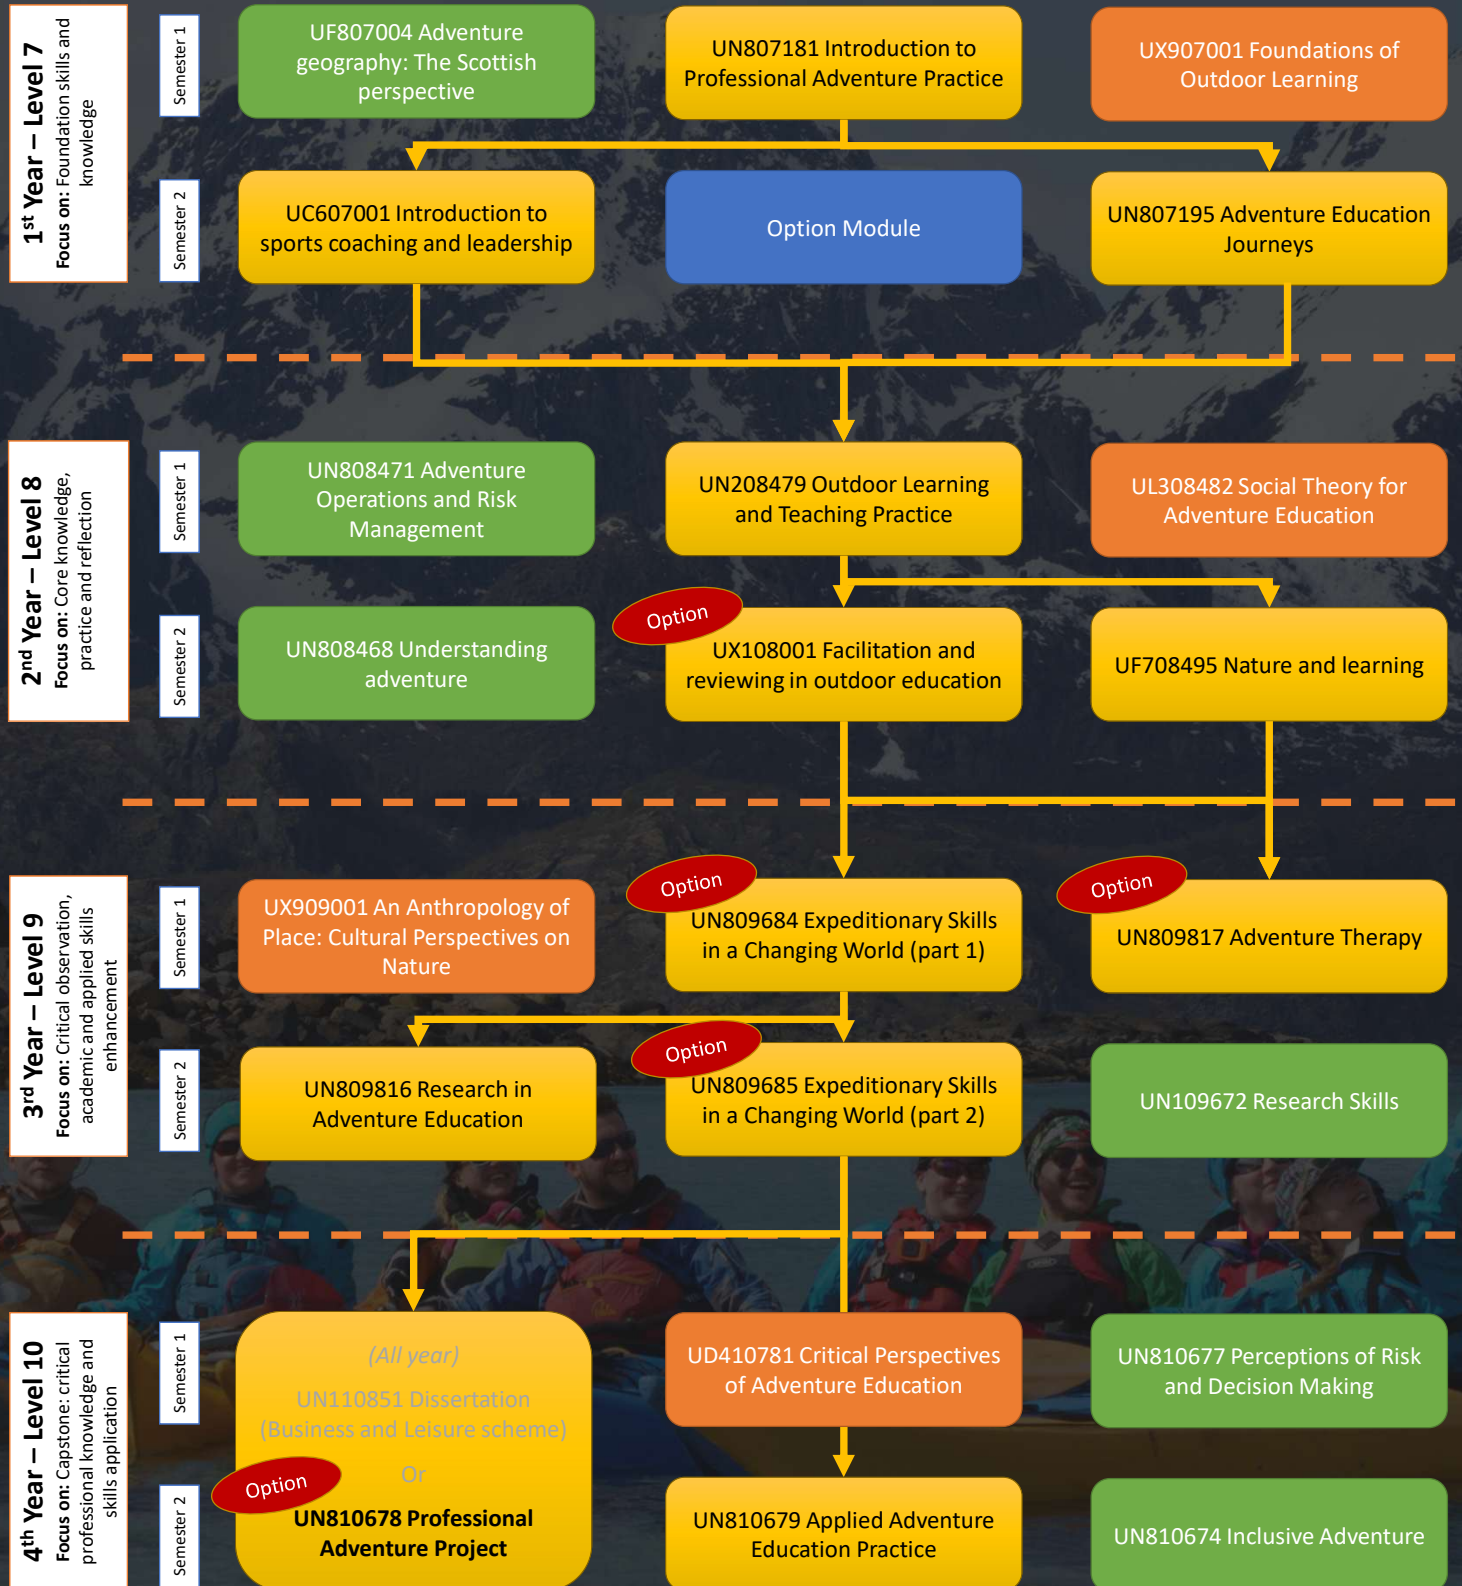 1st Year – Level 7
Focus on: Foundation skills and
knowledge
Semester 1
UF807004 Adventure
geography: The Scottish
perspective
UN807181 Introduction to
Professional Adventure Practice
UX907001 Foundations of
Outdoor Learning
Semester 2
UC607001 Introduction to
sports coaching and leadership
Option Module
UN807195 Adventure Education
Journeys
2nd Year – Level 8
Focus on: Core knowledge,
practice and reflection
Semester 1
UN808471 Adventure
Operations and Risk
Management
UN208479 Outdoor Learning
and Teaching Practice
UL308482 Social Theory for
Adventure Education
Semester 2
UN808468 Understanding
adventure
Option
UX108001 Facilitation and
reviewing in outdoor education
UF708495 Nature and learning
3rd Year – Level 9
Focus on: Critical observation,
academic and applied skills
enhancement
Semester 1
UX909001 An Anthropology of
Place: Cultural Perspectives on
Nature
Option
UN809684 Expeditionary Skills
in a Changing World (part 1)
Option
UN809817 Adventure Therapy
Semester 2
UN809816 Research in
Adventure Education
Option
UN809685 Expeditionary Skills
in a Changing World (part 2)
UN109672 Research Skills
4th Year – Level 10
Focus on: Capstone: critical
professional knowledge and
skills application
Semester 1
(All year)
UN110851 Dissertation
(Business and Leisure scheme)
Or
Option
UN810678 Professional
Adventure Project
UD410781 Critical Perspectives
of Adventure Education
UN810677 Perceptions of Risk
and Decision Making
Semester 2
UN810679 Applied Adventure
Education Practice
UN810674 Inclusive Adventure